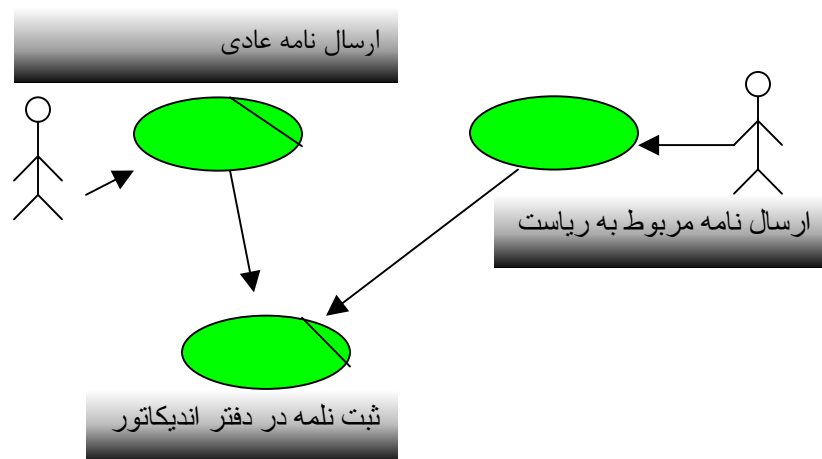 ارسال نامه عادی
ارسال نامه مربوط به ریاست
ثبت نلمه در دفتر اندیکاتور